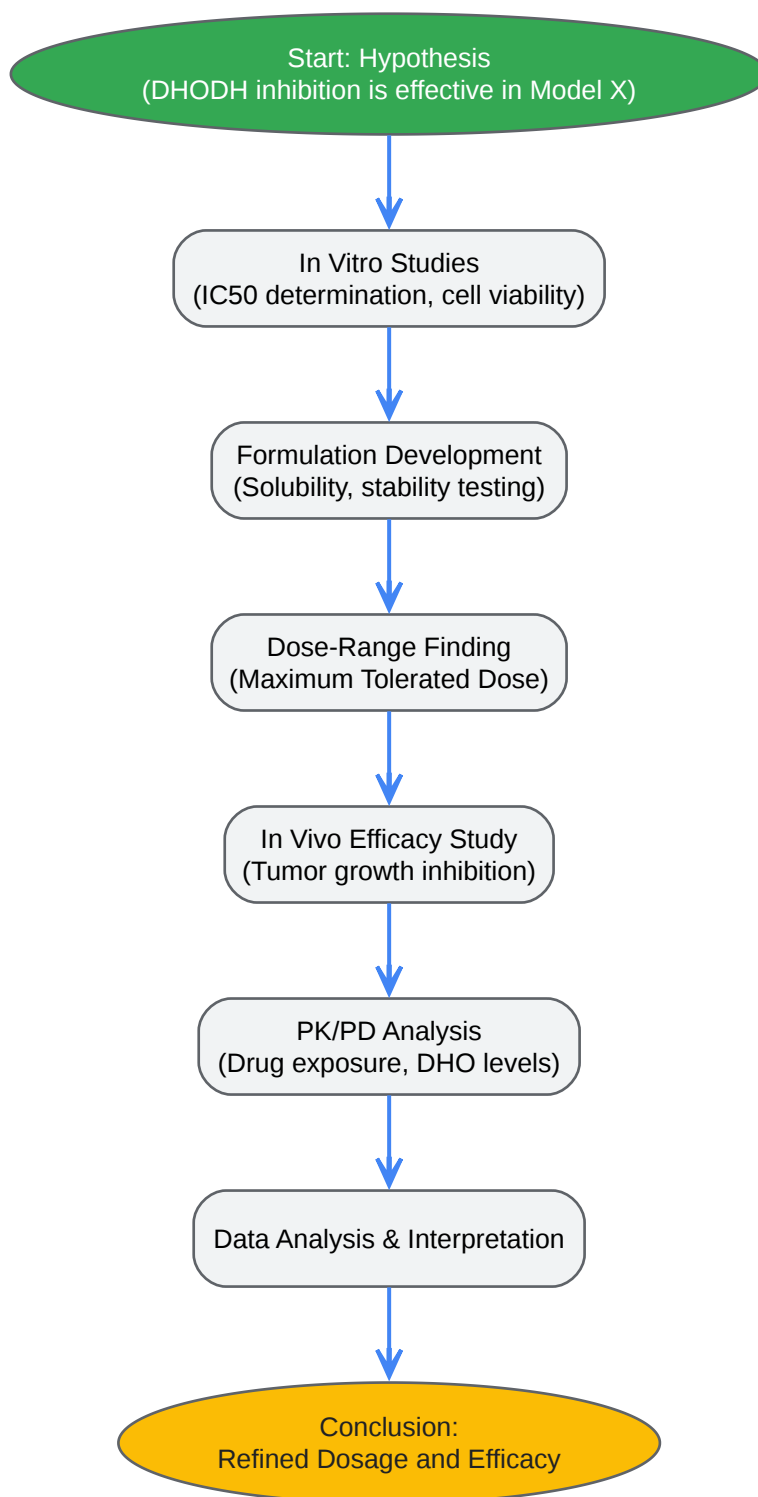 Start: Hypothesis
(DHODH inhibition is effective in Model X)
In Vitro Studies
(IC50 determination, cell viability)
Formulation Development
(Solubility, stability testing)
Dose-Range Finding
(Maximum Tolerated Dose)
In Vivo Efficacy Study
(Tumor growth inhibition)
PK/PD Analysis
(Drug exposure, DHO levels)
Data Analysis & Interpretation
Conclusion:
Refined Dosage and Efficacy